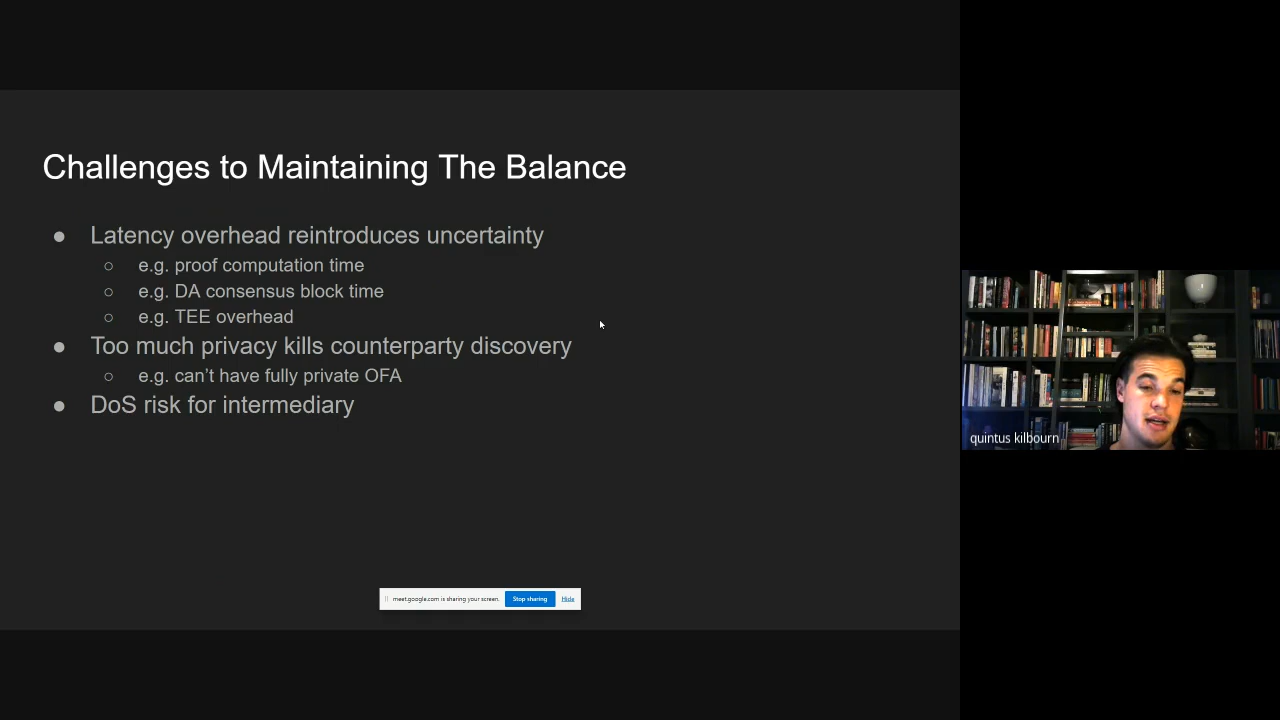 Challenges to Maintaining The Balance
● Latency overhead reintroduces uncertainty
○ e.g. proof computation time
○ e.g. DA consensus block time
○ e.g. TEE overhead
● Too much privacy kills counterparty discovery
○ e.g. can't have fully private OFA
● DoS risk for intermediary
quintus kilbourn
meet.google.com is sharing your screen. Stop sharing Hide